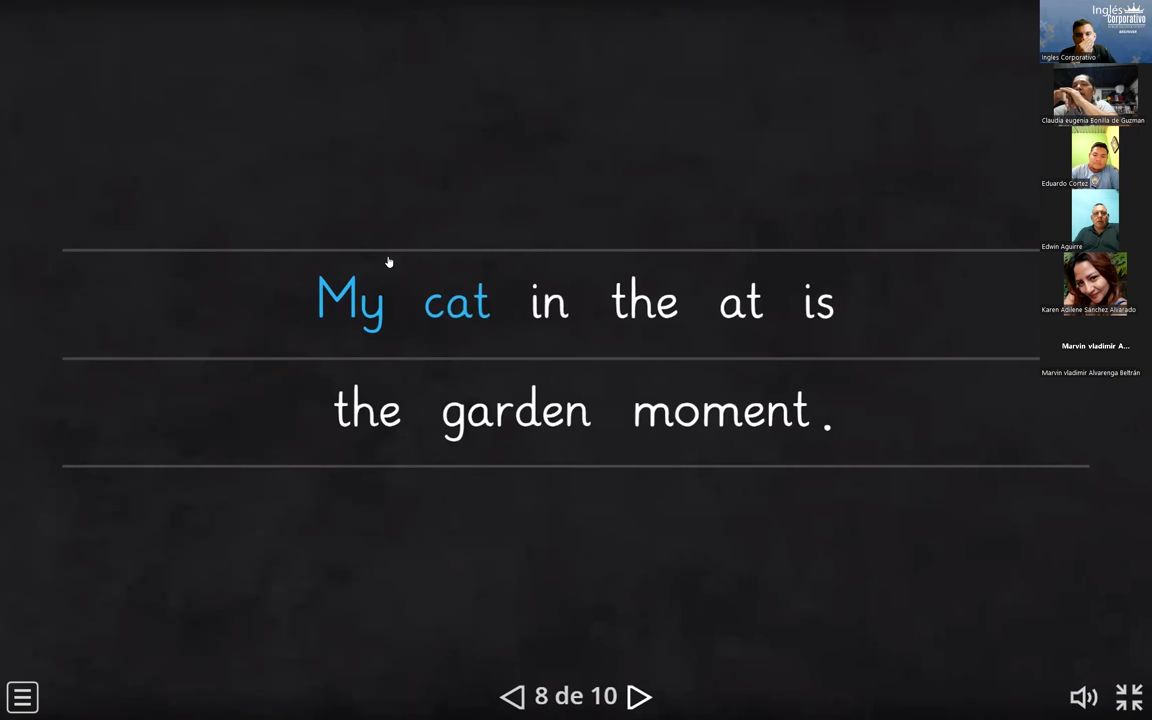 Inglés
Corporativo
Ingles Corporativo
Claudia eugenia Bonilla de Guzman
Eduardo Cortez
Edwin Aguirre
Karen Adilene Sánchez Alvarado
Marvin vladimir A...
Marvin vladimir Alvarenga Beltrán
My cat in the at is
the garden moment.
8 de 10